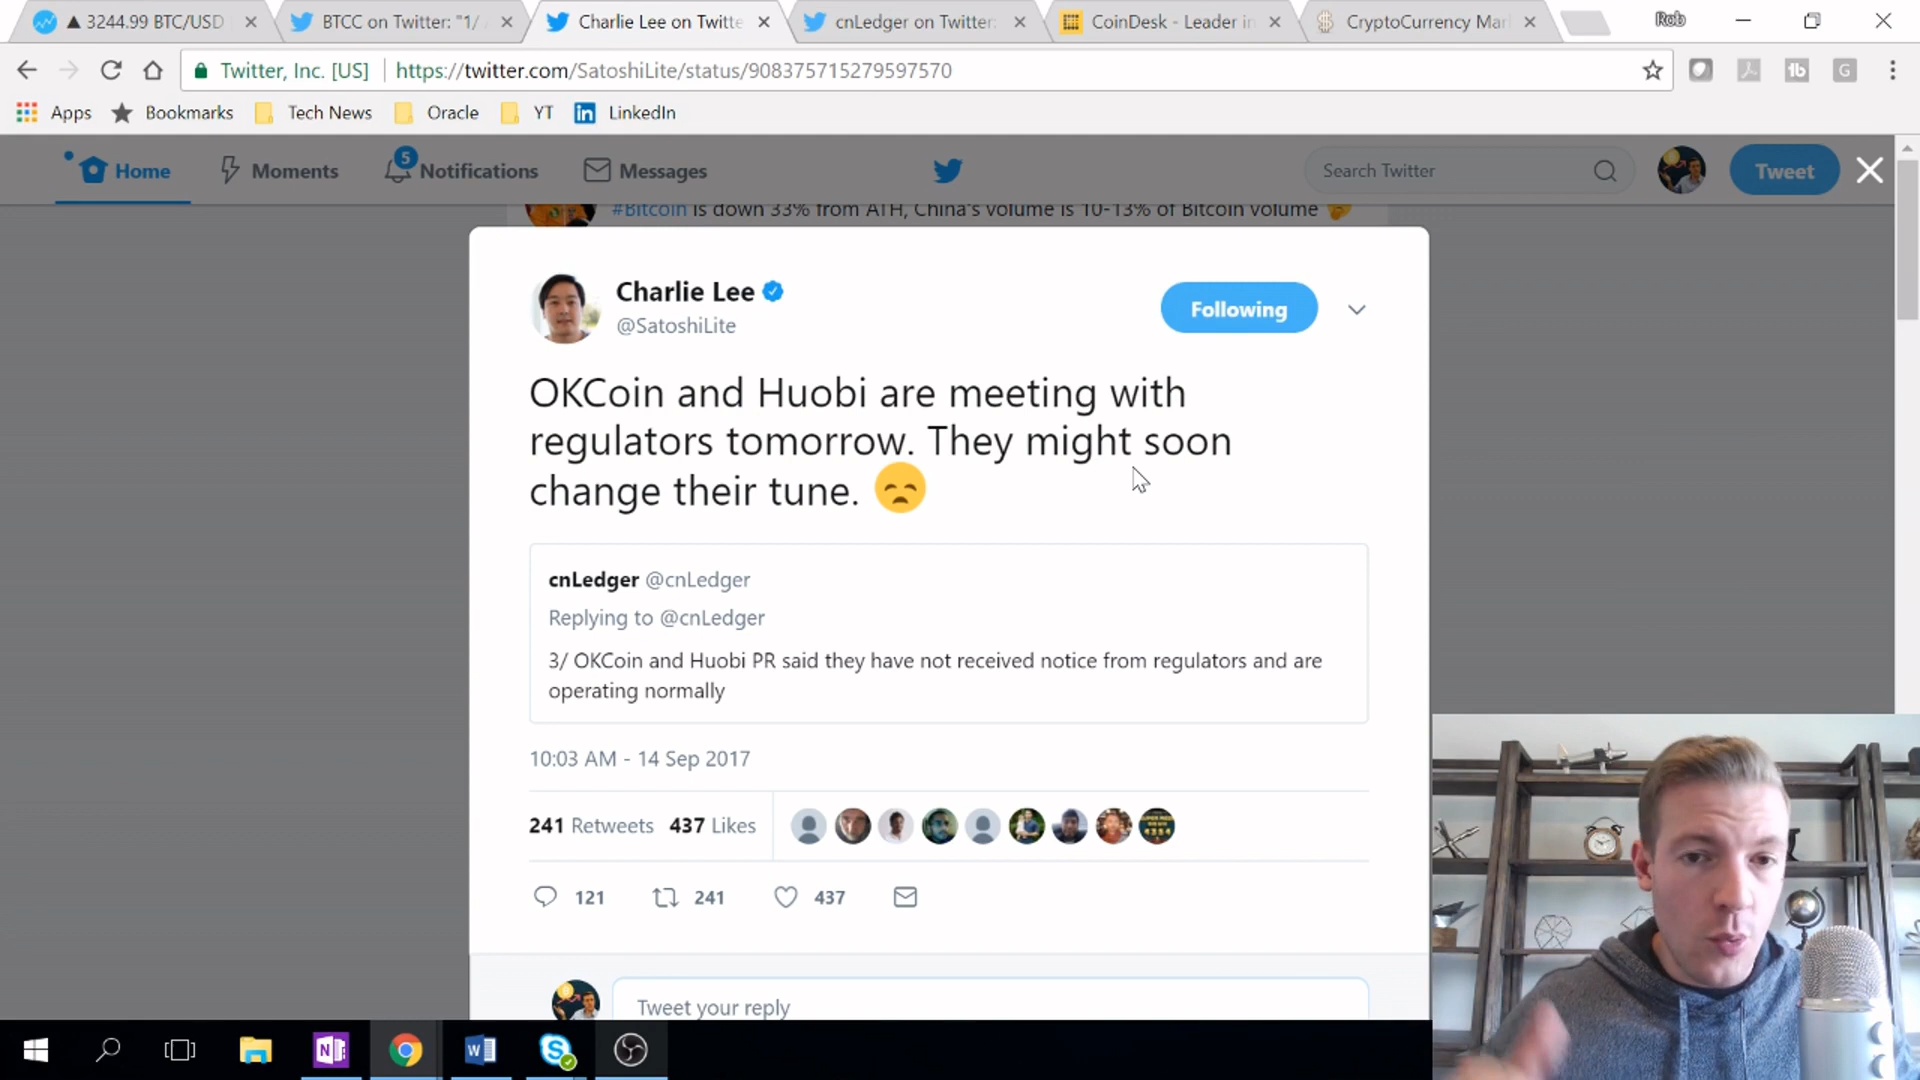 ▲ 3244.99 BTC/USD
BTCC on Twitter: "1/
Charlie Lee on Twitte
cnLedger on Twitter:
CoinDesk - Leader in
CryptoCurrency Mar
Rob
Twitter, Inc. [US]
https://twitter.com/SatoshiLite/status/908375715279597570
Apps
Bookmarks
Tech News
Oracle
YT
LinkedIn
Home
Moments
5
Notifications
Messages
Search Twitter
Tweet
#Bitcoin is down 33% from ATH, China's volume is 10-13% of Bitcoin volume
Charlie Lee
@SatoshiLite
Following
OKCoin and Huobi are meeting with
regulators tomorrow. They might soon
change their tune. 😞
cnLedger @cnLedger
Replying to @cnLedger
3/ OKCoin and Huobi PR said they have not received notice from regulators and are
operating normally
10:03 AM - 14 Sep 2017
241 Retweets 437 Likes
121
241
437
Tweet your reply